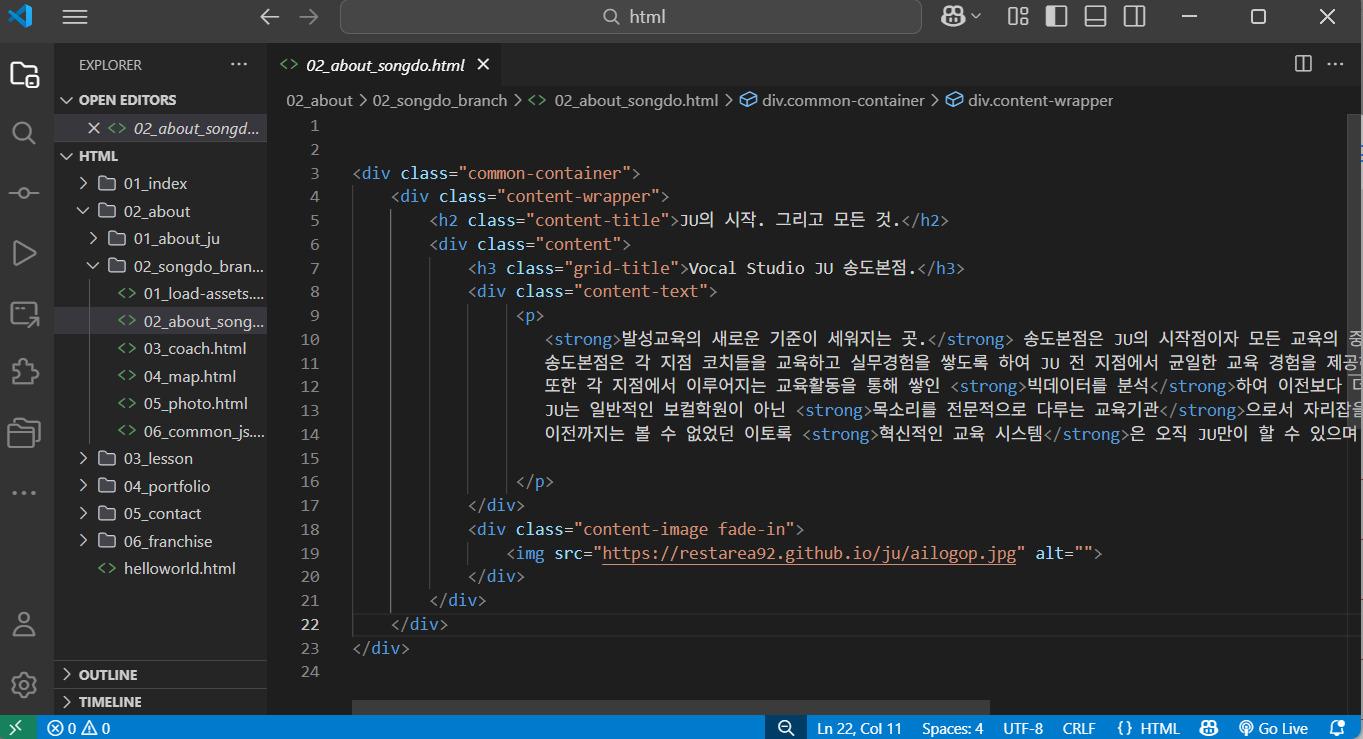 html
EXPLORER
02_about_songdo.html
OPEN EDITORS
02_about_songd...
02_about > 02_songdo_branch > 02_about_songdo.html > div.common-container > div.content-wrapper
HTML
01_index
02_about
01_about_ju
02_songdo_bran...
01_load-assets....
02_about_song...
03_coach.html
04_map.html
05_photo.html
06_common_js....
03_lesson
04_portfolio
05_contact
06_franchise
helloworld.html
OUTLINE
TIMELINE
1
2
3 <div class="common-container">
4 <div class="content-wrapper">
5 <h2 class="content-title">JU의 시작. 그리고 모든 것.</h2>
6 <div class="content">
7 <h3 class="grid-title">Vocal Studio JU 송도본점.</h3>
8 <div class="content-text">
9 <p>
10 <strong>발성교육의 새로운 기준이 세워지는 곳.</strong> 송도본점은 JU의 시작점이자 모든 교육의 중
11 송도본점은 각 지점 코치들을 교육하고 실무경험을 쌓도록 하여 JU 전 지점에서 균일한 교육 경험을 제공
12 또한 각 지점에서 이루어지는 교육활동을 통해 쌓인 <strong>빅데이터를 분석</strong>하여 이전보다
13 JU는 일반적인 보컬학원이 아닌 <strong>목소리를 전문적으로 다루는 교육기관</strong>으로서 자리잡을
14 이전까지는 볼 수 없었던 이토록 <strong>혁신적인 교육 시스템</strong>은 오직 JU만이 할 수 있으며
15
16 </p>
17 </div>
18 <div class="content-image fade-in">
19 <img src="https://restarea92.github.io/ju/ailogop.jpg" alt="">
20 </div>
21 </div>
22 </div>
23 </div>
24
0 0 Ln 22, Col 11 Spaces: 4 UTF-8 CRLF {} HTML Go Live